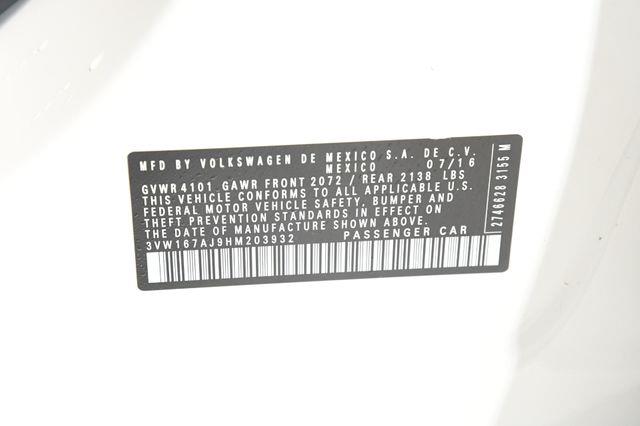 MFD BY VOLKSWAGEN DE MEXICO S.A. DE C.V.
MEXICO 07/16
GVWR 4101 GAWR FRONT 2072 / REAR 2138 LBS
THIS VEHICLE CONFORMS TO ALL APPLICABLE U.S.
FEDERAL MOTOR VEHICLE SAFETY, BUMPER AND
THEFT PREVENTION STANDARDS IN EFFECT ON
THE DATE OF MANUFACTURE SHOWN ABOVE.
3VW167AJ9HM203932 PASSENGER CAR
2746628 3155 M